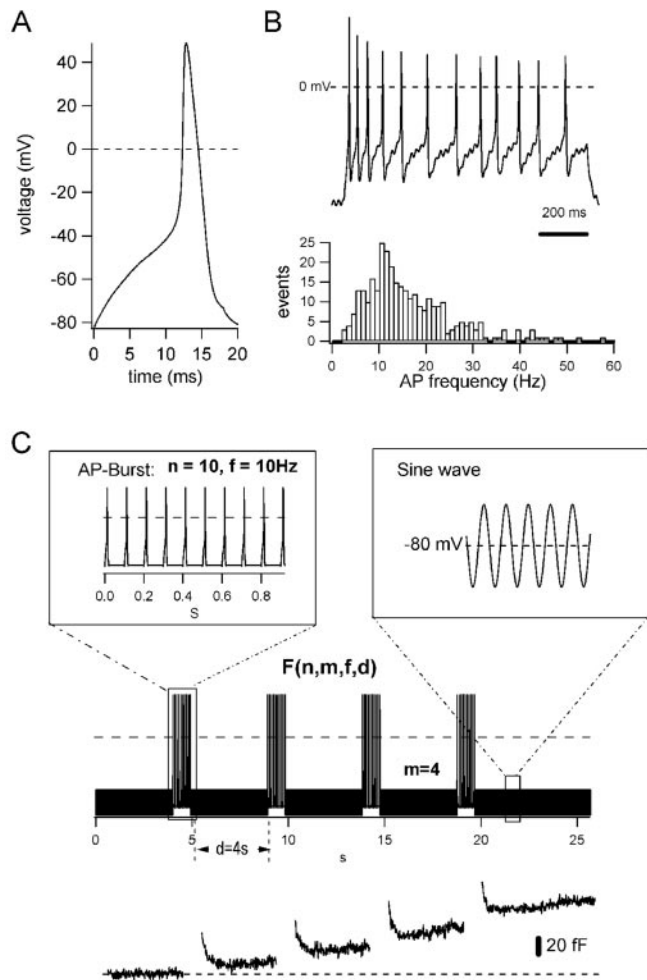 A
voltage (mV)
40
20
0
-20
-40
-60
-80
0 5 10 15 20
time (ms)
B
0 mV
200 ms
events
25
20
15
10
5
0
0 10 20 30 40 50 60
AP frequency (Hz)
C
AP-Burst: n = 10, f = 10Hz
0.0 0.2 0.4 0.6 0.8
S
Sine wave
-80 mV
F(n,m,f,d)
m=4
0 5 10 15 20 25
d=4s
s
20 fF